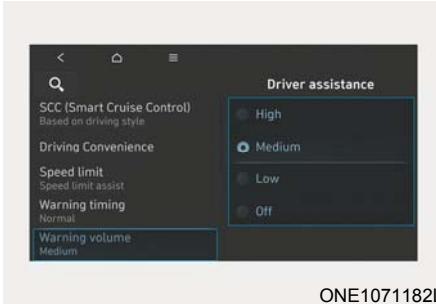 Driver assistance
SCC (Smart Cruise Control)
Based on driving style
Driving Convenience
Speed limit
Speed limit assist
Warning timing
Normal
Warning volume
Medium
High
Medium
Low
Off
ONE1071182L